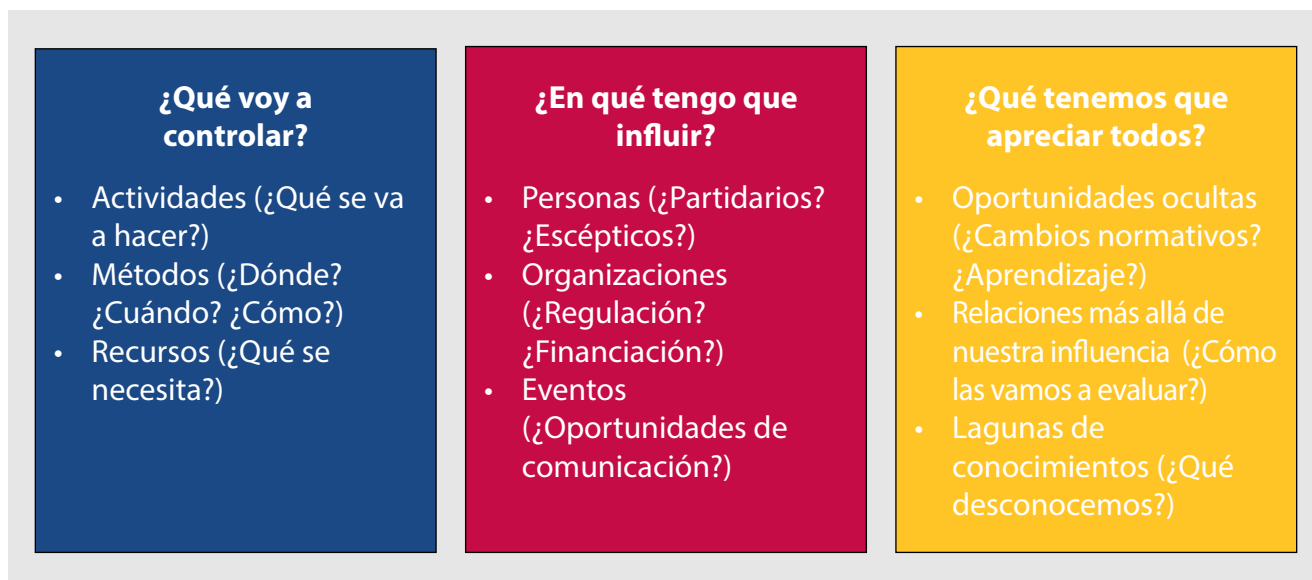 ¿Qué voy a
controlar?
• Actividades (¿Qué se va
a hacer?)
• Métodos (¿Dónde?
¿Cuándo? ¿Cómo?)
• Recursos (¿Qué se
necesita?)
¿En qué tengo que
influir?
• Personas (¿Partidarios?
¿Escépticos?)
• Organizaciones
(¿Regulación?
¿Financiación?)
• Eventos
(¿Oportunidades de
comunicación?)
¿Qué tenemos que
apreciar todos?
• Oportunidades ocultas
(¿Cambios normativos?
¿Aprendizaje?)
• Relaciones más allá de
nuestra influencia (¿Cómo
las vamos a evaluar?)
• Lagunas de
conocimientos (¿Qué
desconocemos?)